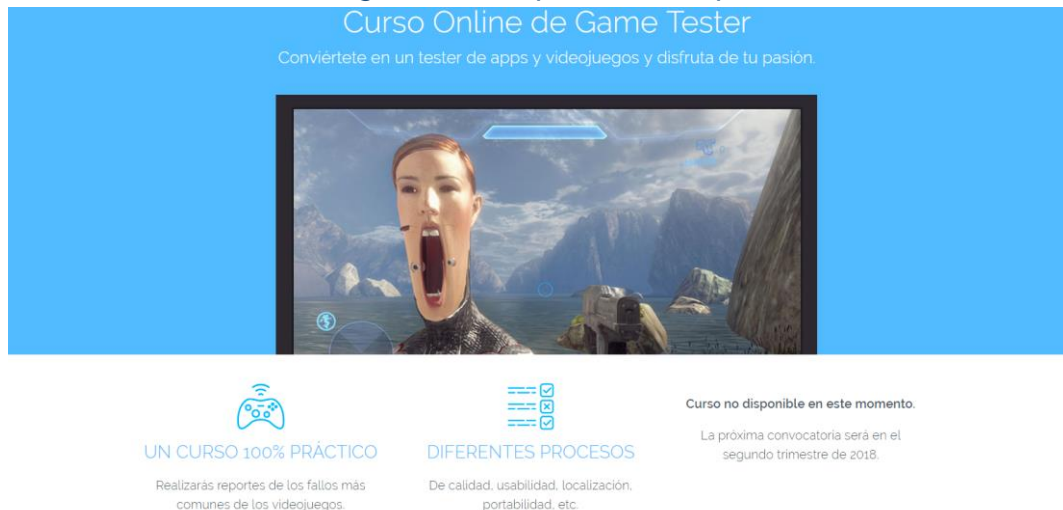 Curso Online de Game Tester
Conviértete en un tester de apps y videojuegos y disfruta de tu pasión.
UN CURSO 100% PRÁCTICO
Realizarás reportes de los fallos más
comunes de los videojuegos.
DIFERENTES PROCESOS
De calidad, usabilidad, localización,
portabilidad, etc.
Curso no disponible en este momento.
La próxima convocatoria será en el
segundo trimestre de 2018.